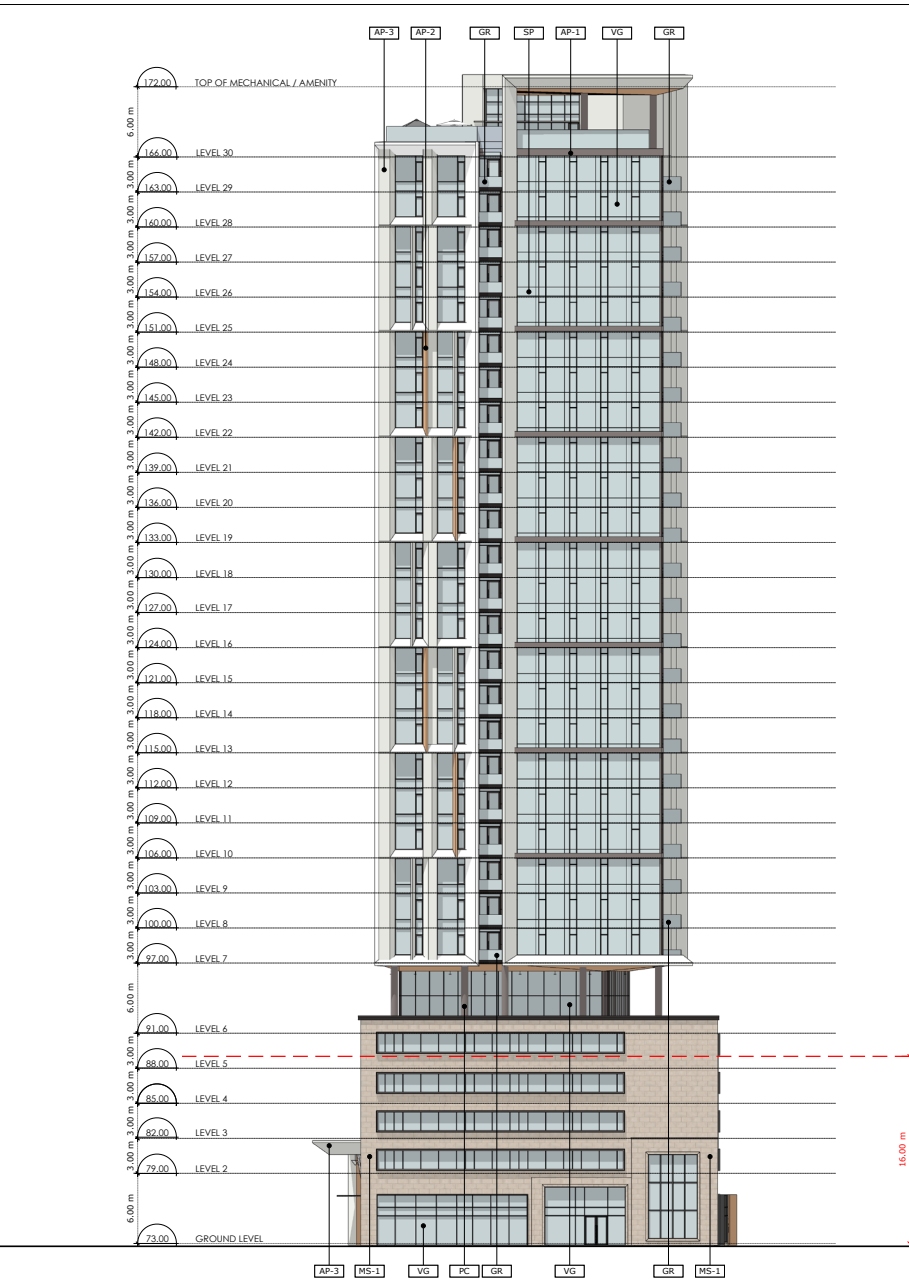 AP-3 AP-2 GR SP AP-1 VG GR
172.00 TOP OF MECHANICAL / AMENITY
6.00 m
166.00 LEVEL 30
3.00 m
163.00 LEVEL 29
3.00 m
160.00 LEVEL 28
3.00 m
157.00 LEVEL 27
3.00 m
154.00 LEVEL 26
3.00 m
151.00 LEVEL 25
3.00 m
148.00 LEVEL 24
3.00 m
145.00 LEVEL 23
3.00 m
142.00 LEVEL 22
3.00 m
139.00 LEVEL 21
3.00 m
136.00 LEVEL 20
3.00 m
133.00 LEVEL 19
3.00 m
130.00 LEVEL 18
3.00 m
127.00 LEVEL 17
3.00 m
124.00 LEVEL 16
3.00 m
121.00 LEVEL 15
3.00 m
118.00 LEVEL 14
3.00 m
115.00 LEVEL 13
3.00 m
112.00 LEVEL 12
3.00 m
109.00 LEVEL 11
3.00 m
106.00 LEVEL 10
3.00 m
103.00 LEVEL 9
3.00 m
100.00 LEVEL 8
3.00 m
97.00 LEVEL 7
6.00 m
91.00 LEVEL 6
3.00 m
88.00 LEVEL 5
3.00 m
85.00 LEVEL 4
3.00 m
82.00 LEVEL 3
3.00 m
79.00 LEVEL 2
16.00 m
6.00 m
73.00 GROUND LEVEL
AP-3 MS-1 VG PC GR VG GR MS-1